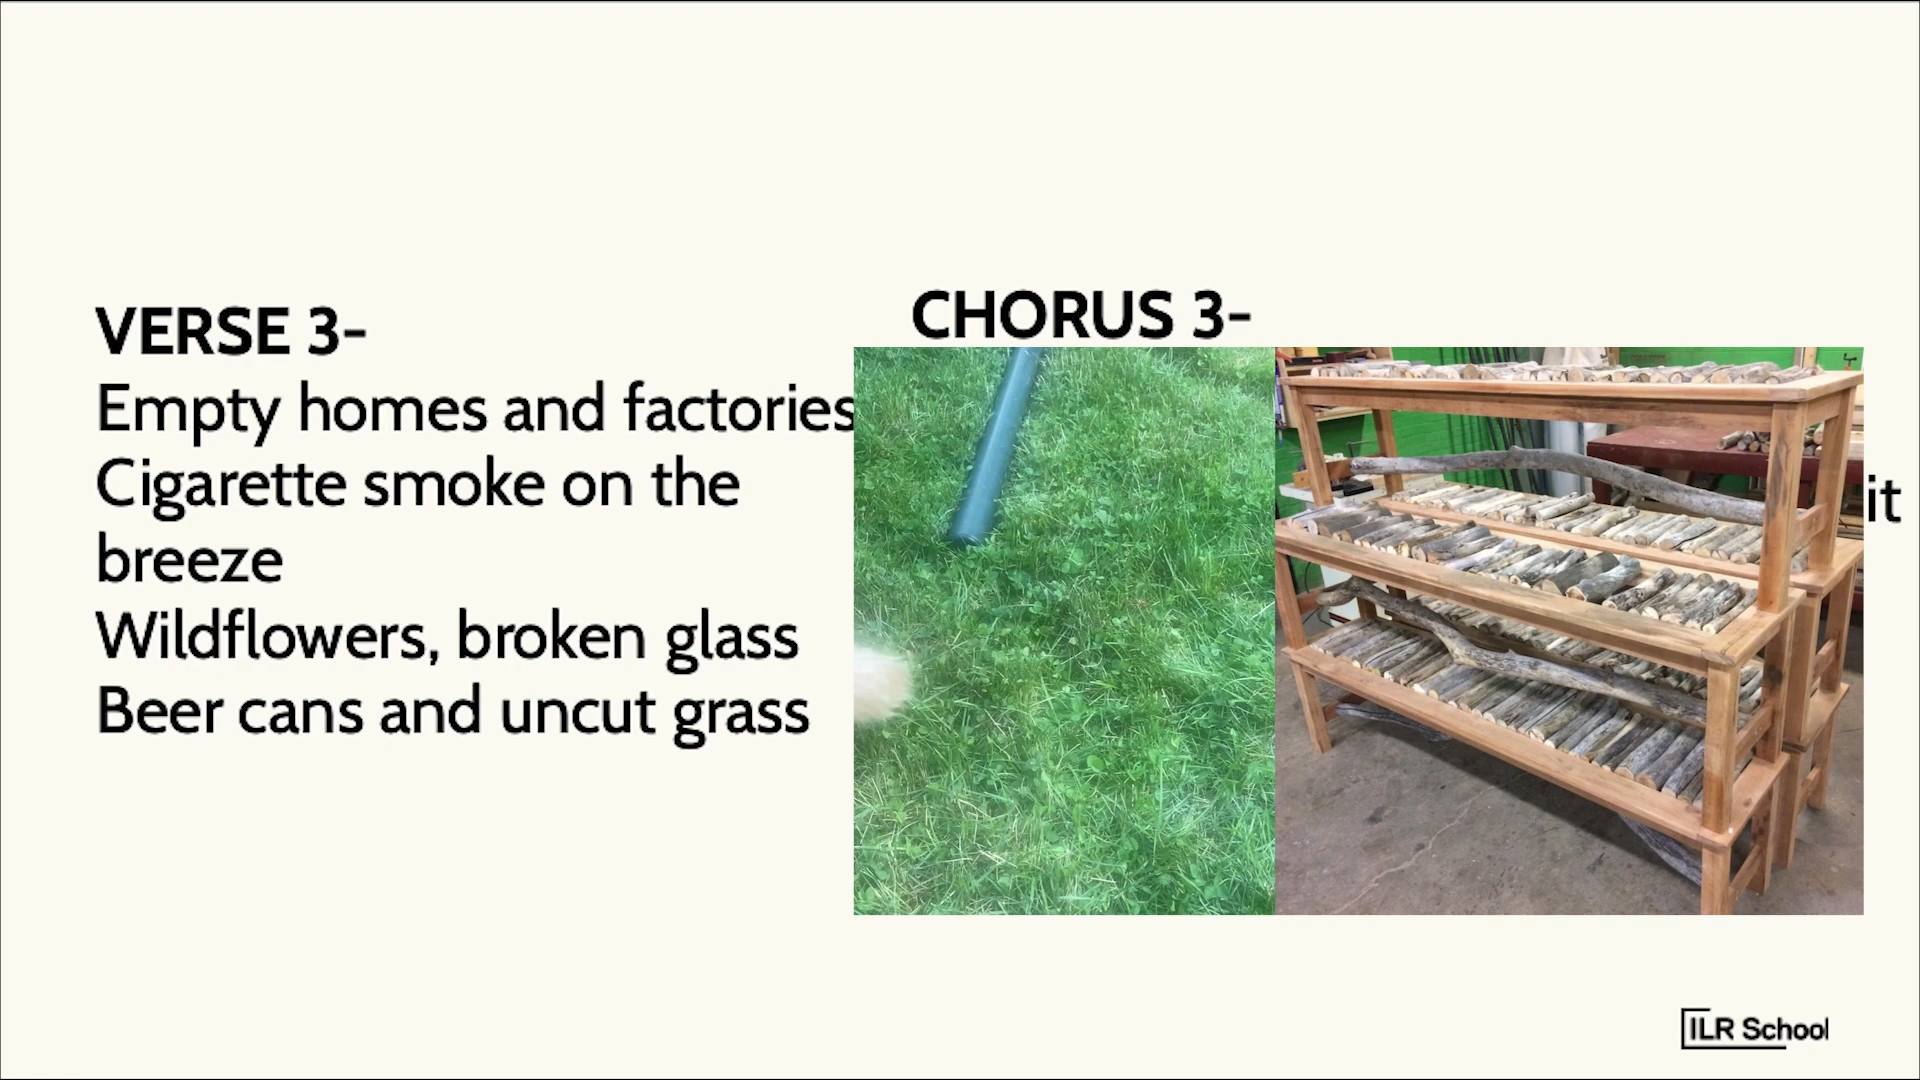 VERSE 3-
Empty homes and factories
Cigarette smoke on the
breeze
Wildflowers, broken glass
Beer cans and uncut grass
CHORUS 3-
it
ILR School